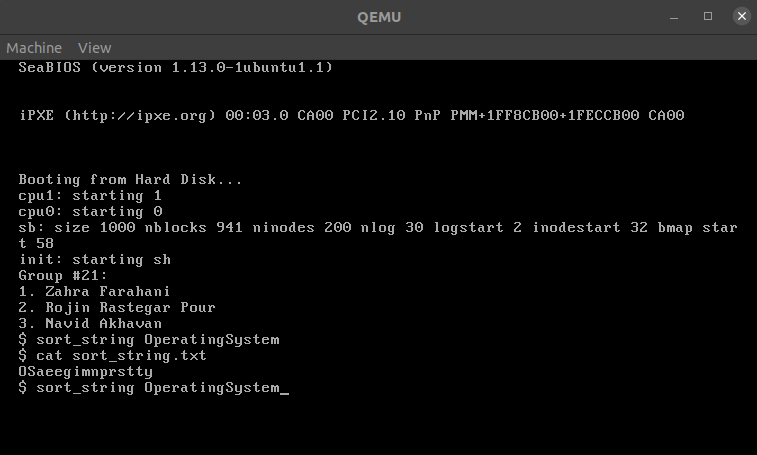 QEMU
Machine View
SeaBIOS (version 1.13.0-1ubuntu1.1)
iPXE (http://ipxe.org) 00:03.0 CA00 PCI2.10 PnP PMM+1FF8CB00+1FECCB00 CA00
Booting from Hard Disk...
cpu1: starting 1
cpu0: starting 0
sb: size 1000 nblocks 941 ninodes 200 nlog 30 logstart 2 inodestart 32 bmap star
t 58
init: starting sh
Group #21:
1. Zahra Farahani
2. Rojin Rastegar Pour
3. Navid Akhavan
$ sort_string OperatingSystem
$ cat sort_string.txt
OSaeegimnprstty
$ sort_string OperatingSystem_